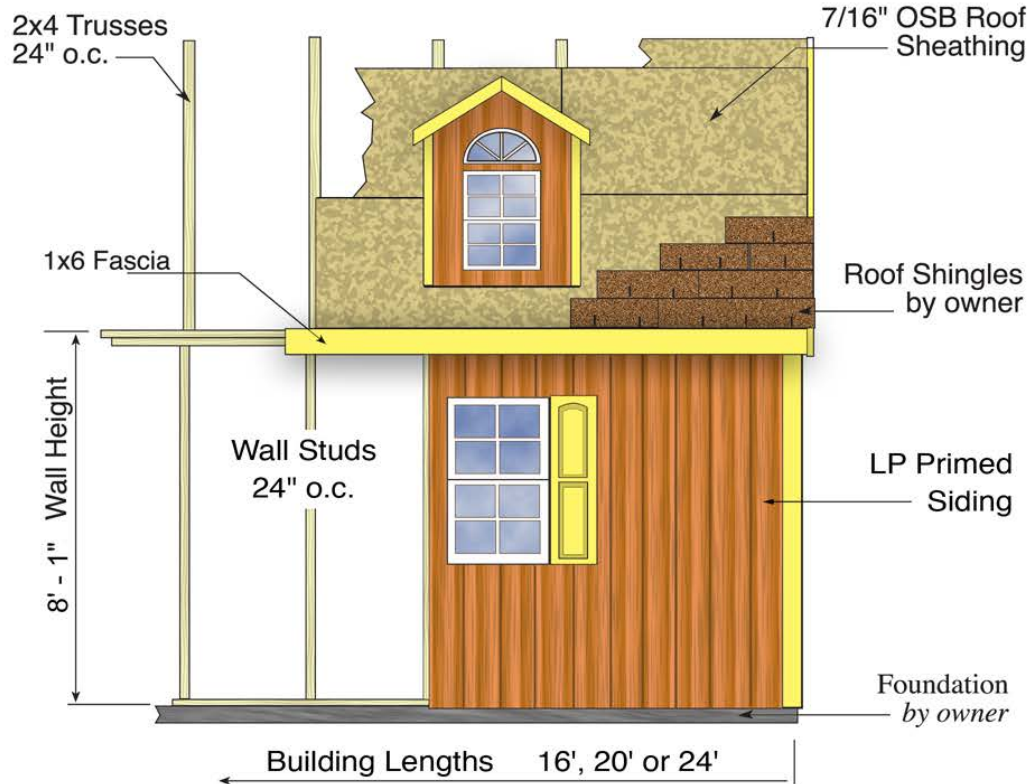 2x4 Trusses
24" o.c.
7/16" OSB Roof
Sheathing
1x6 Fascia
Roof Shingles
by owner
8' - 1" Wall Height
Wall Studs
24" o.c.
LP Primed
Siding
Foundation
by owner
Building Lengths 16', 20' or 24'